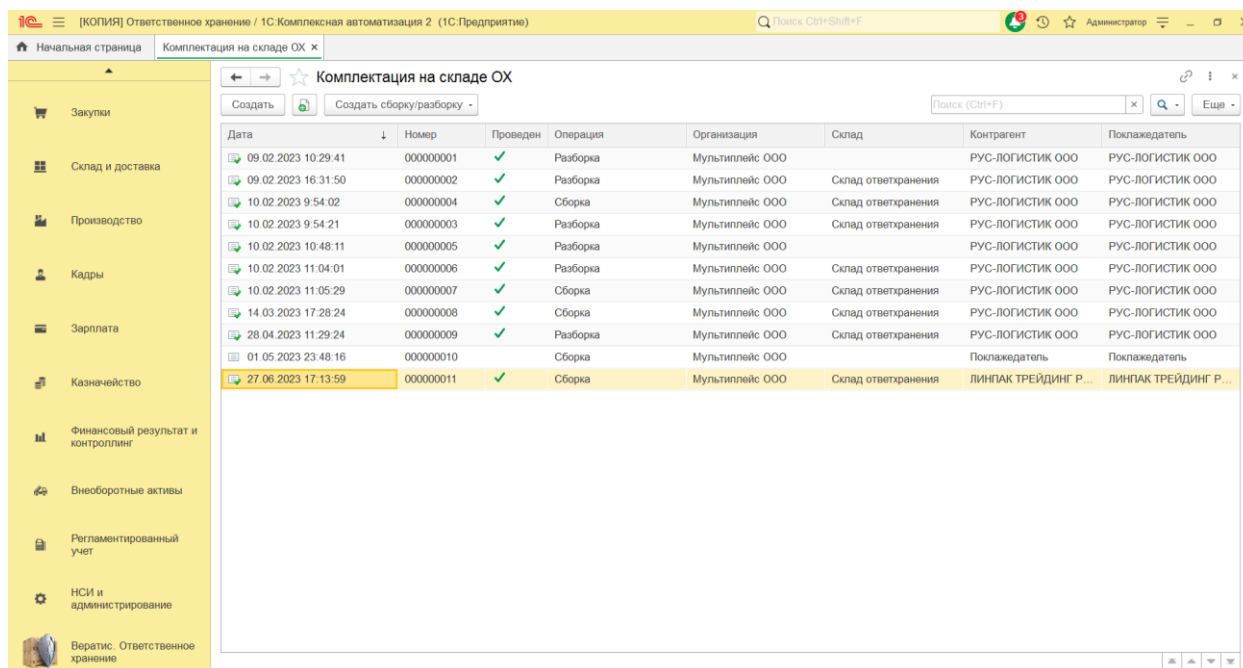 1С [КОПИЯ] Ответственное хранение / 1С:Комплексная автоматизация 2 (1С:Предприятие) Поиск Ctrl+Shift+F 3 Администратор
Начальная страница Комплектация на складе ОХ ×
Закупки
Склад и доставка
Производство
Кадры
Зарплата
Казначейство
Финансовый результат и
контроллинг
Внеоборотные активы
Регламентированный
учет
НСИ и
администрирование
Вератис. Ответственное
хранение
Комплектация на складе ОХ
Создать Создать сборку/разборку Поиск (Ctrl+F) × Еще
Дата ↓ Номер Проведен Операция Организация Склад Контрагент Поклажедатель
09.02.2023 10:29:41 000000001 Разборка Мультиплейс ООО РУС-ЛОГИСТИК ООО РУС-ЛОГИСТИК ООО
09.02.2023 16:31:50 000000002 Разборка Мультиплейс ООО Склад ответхранения РУС-ЛОГИСТИК ООО РУС-ЛОГИСТИК ООО
10.02.2023 9:54:02 000000004 Сборка Мультиплейс ООО Склад ответхранения РУС-ЛОГИСТИК ООО РУС-ЛОГИСТИК ООО
10.02.2023 9:54:21 000000003 Разборка Мультиплейс ООО Склад ответхранения РУС-ЛОГИСТИК ООО РУС-ЛОГИСТИК ООО
10.02.2023 10:48:11 000000005 Разборка Мультиплейс ООО РУС-ЛОГИСТИК ООО РУС-ЛОГИСТИК ООО
10.02.2023 11:04:01 000000006 Разборка Мультиплейс ООО Склад ответхранения РУС-ЛОГИСТИК ООО РУС-ЛОГИСТИК ООО
10.02.2023 11:05:29 000000007 Сборка Мультиплейс ООО Склад ответхранения РУС-ЛОГИСТИК ООО РУС-ЛОГИСТИК ООО
14.03.2023 17:28:24 000000008 Сборка Мультиплейс ООО Склад ответхранения РУС-ЛОГИСТИК ООО РУС-ЛОГИСТИК ООО
28.04.2023 11:29:24 000000009 Разборка Мультиплейс ООО Склад ответхранения РУС-ЛОГИСТИК ООО РУС-ЛОГИСТИК ООО
01.05.2023 23:48:16 000000010 Сборка Мультиплейс ООО Поклажедатель Поклажедатель
27.06.2023 17:13:59 000000011 Сборка Мультиплейс ООО Склад ответхранения ЛИНПАК ТРЕЙДИНГ Р... ЛИНПАК ТРЕЙДИНГ Р...